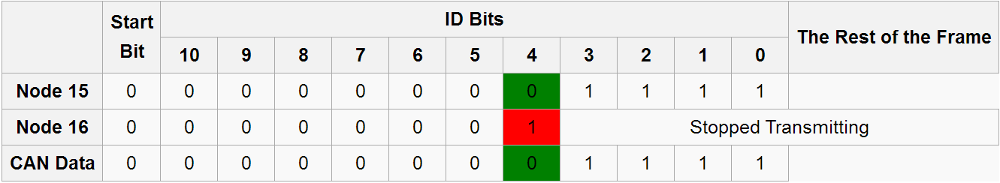 Start Bit ID Bits The Rest of the Frame
10 9 8 7 6 5 4 3 2 1 0
Node 15 0 0 0 0 0 0 0 0 1 1 1 1
Node 16 0 0 0 0 0 0 0 1 Stopped Transmitting
CAN Data 0 0 0 0 0 0 0 0 1 1 1 1